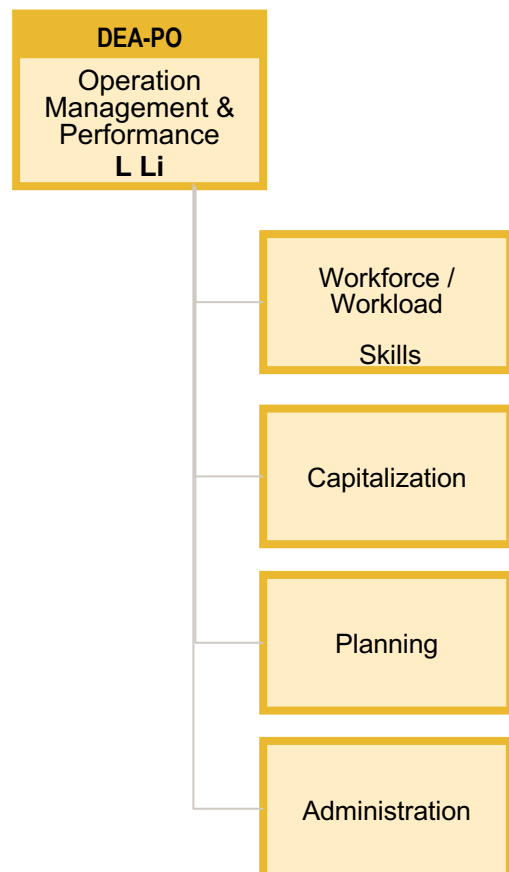 DEA-PO
Operation
Management &
Performance
L Li
Workforce /
Workload
Skills
Capitalization
Planning
Administration